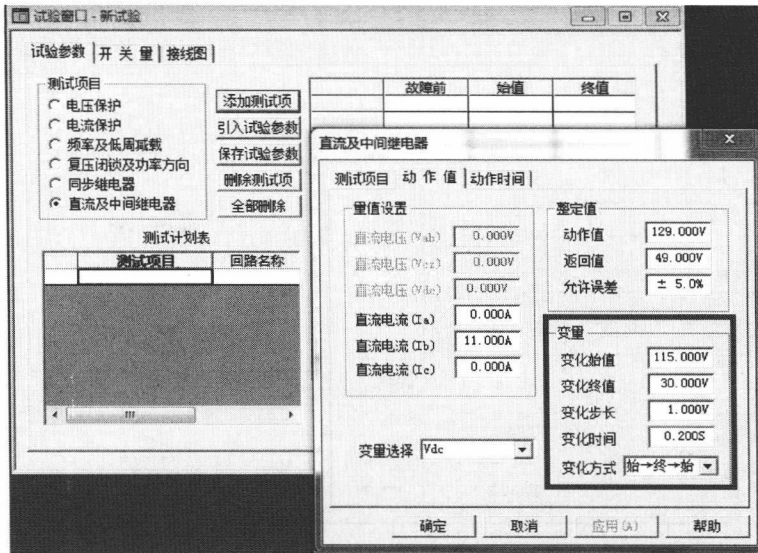 试验窗口 - 新试验
试验参数 开 关 量 接线图
测试项目
电压保护
电流保护
频率及低周减载
复压闭锁及功率方向
同步继电器
直流及中间继电器
添加测试项
引入试验参数
保存试验参数
删除测试项
全部删除
故障前 始值 终值
测试计划表
测试项目 回路名称
直流及中间继电器
测试项目 动 作 值 动作时间
量值设置
直流电压(Vab) 0.000V
直流电压(Vcz) 0.000V
直流电压(Vdc) 0.000V
直流电流(Ia) 0.000A
直流电流(Ib) 11.000A
直流电流(Ic) 0.000A
变量选择 Vdc
整定值
动作值 129.000V
返回值 49.000V
允许误差 ± 5.0%
变量
变化始值 115.000V
变化终值 30.000V
变化步长 1.000V
变化时间 0.200S
变化方式 始→终→始
确定 取消 应用(A) 帮助